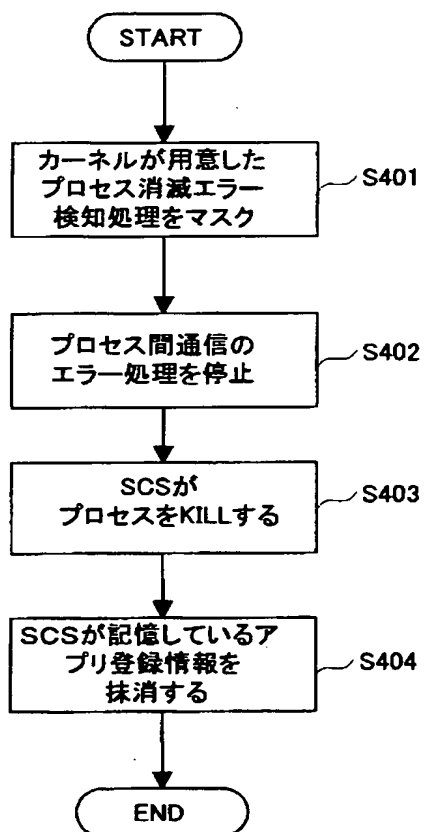 START
カーネルが用意した
プロセス消滅エラー
検知処理をマスク
S401
プロセス間通信の
エラー処理を停止
S402
SCSが
プロセスをKILLする
S403
SCSが記憶しているア
プリ登録情報を
抹消する
S404
END